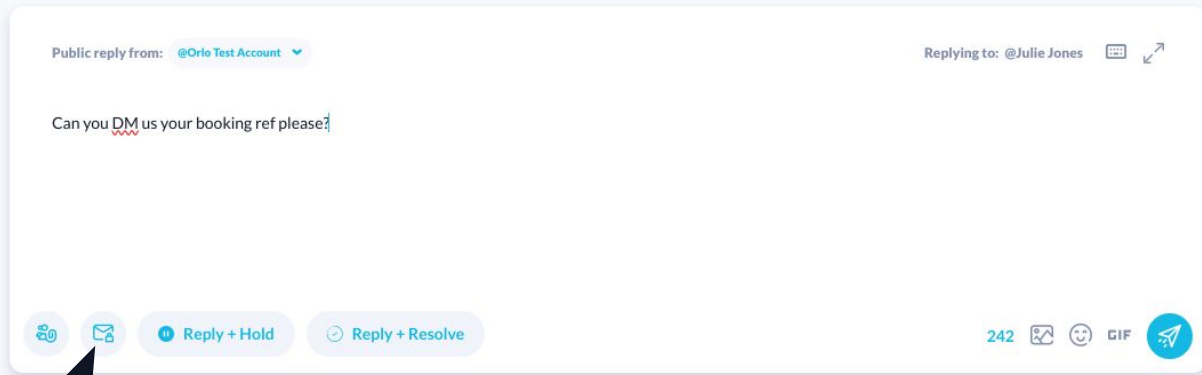 Public reply from: @Orlo Test Account
Replying to: @Julie Jones
Can you DM us your booking ref please?
Reply + Hold
Reply + Resolve
242
GIF